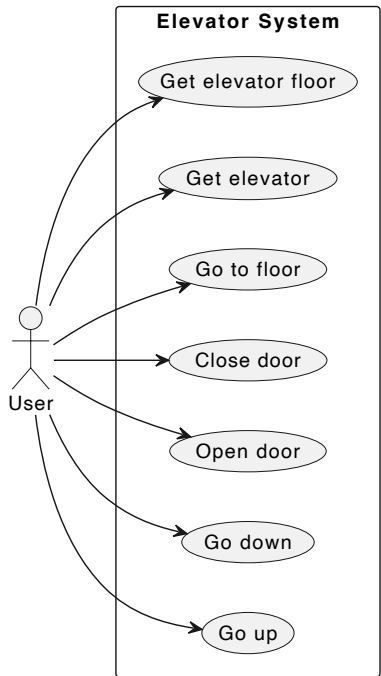 Elevator System
Get elevator floor
Get elevator
Go to floor
Close door
User
Open door
Go down
Go up